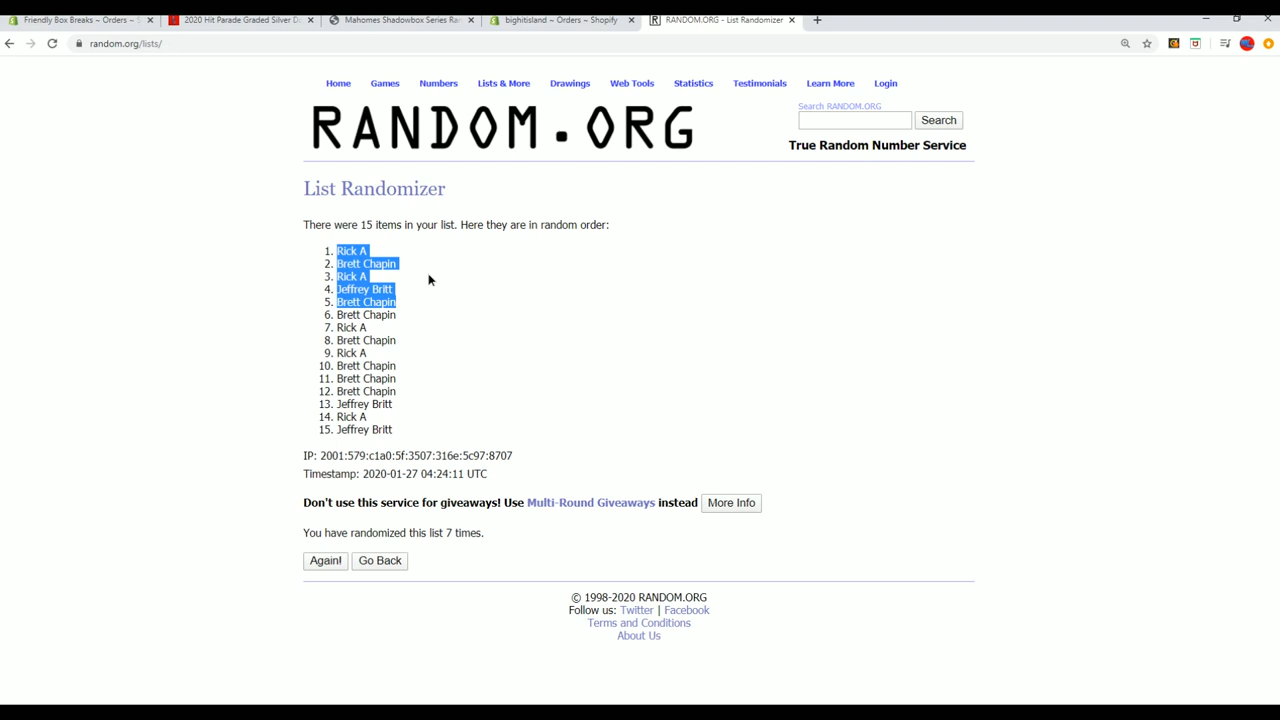 Friendly Box Breaks ~ Orders ~ S
2020 Hit Parade Graded Silver D
Mahomes Shadowbox Series Ra
bighitisland ~ Orders ~ Shopify
RANDOM.ORG - List Randomizer
random.org/lists/
Home Games Numbers Lists & More Drawings Web Tools Statistics Testimonials Learn More Login
RANDOM.ORG
Search RANDOM.ORG
Search
True Random Number Service
List Randomizer
There were 15 items in your list. Here they are in random order:
1. Rick A
2. Brett Chapin
3. Rick A
4. Jeffrey Britt
5. Brett Chapin
6. Brett Chapin
7. Rick A
8. Brett Chapin
9. Rick A
10. Brett Chapin
11. Brett Chapin
12. Brett Chapin
13. Jeffrey Britt
14. Rick A
15. Jeffrey Britt
IP: 2001:579:c1a0:5f:3507:316e:5c97:8707
Timestamp: 2020-01-27 04:24:11 UTC
Don't use this service for giveaways! Use Multi-Round Giveaways instead More Info
You have randomized this list 7 times.
Again! Go Back
© 1998-2020 RANDOM.ORG
Follow us: Twitter | Facebook
Terms and Conditions
About Us